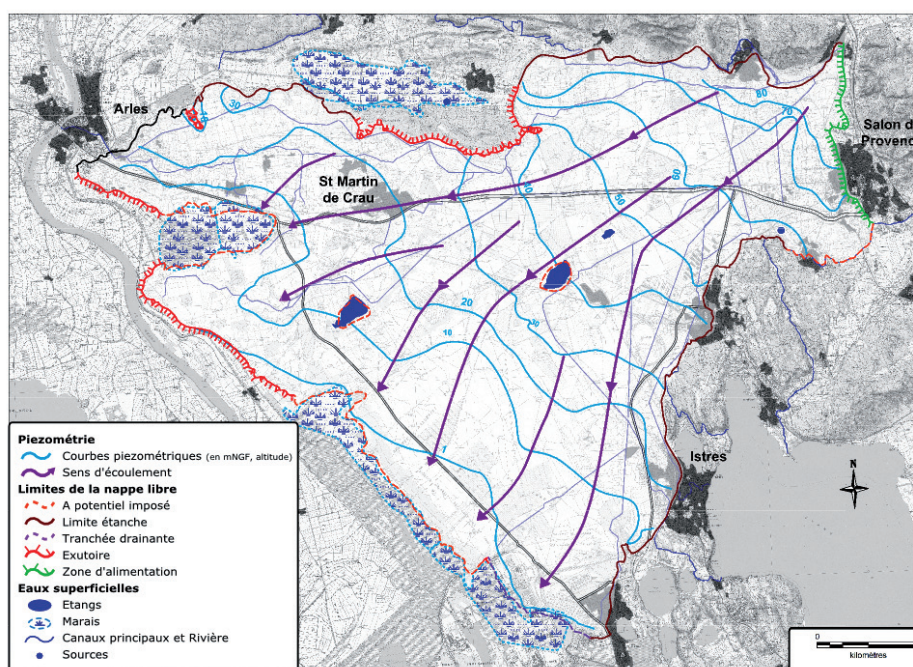 Arles
30
10
80
70
Salon de
Provence
St Martin
de Crau
60
50
20
10
30
1
Istres
N
Piezométrie
Courbes piezométriques (en mNGF, altitude)
Sens d'écoulement
Limites de la nappe libre
A potentiel imposé
Limite étanche
Tranchée drainante
Exutoire
Zone d'alimentation
Eaux superficielles
Etangs
Marais
Canaux principaux et Rivière
Sources
0
kilométres